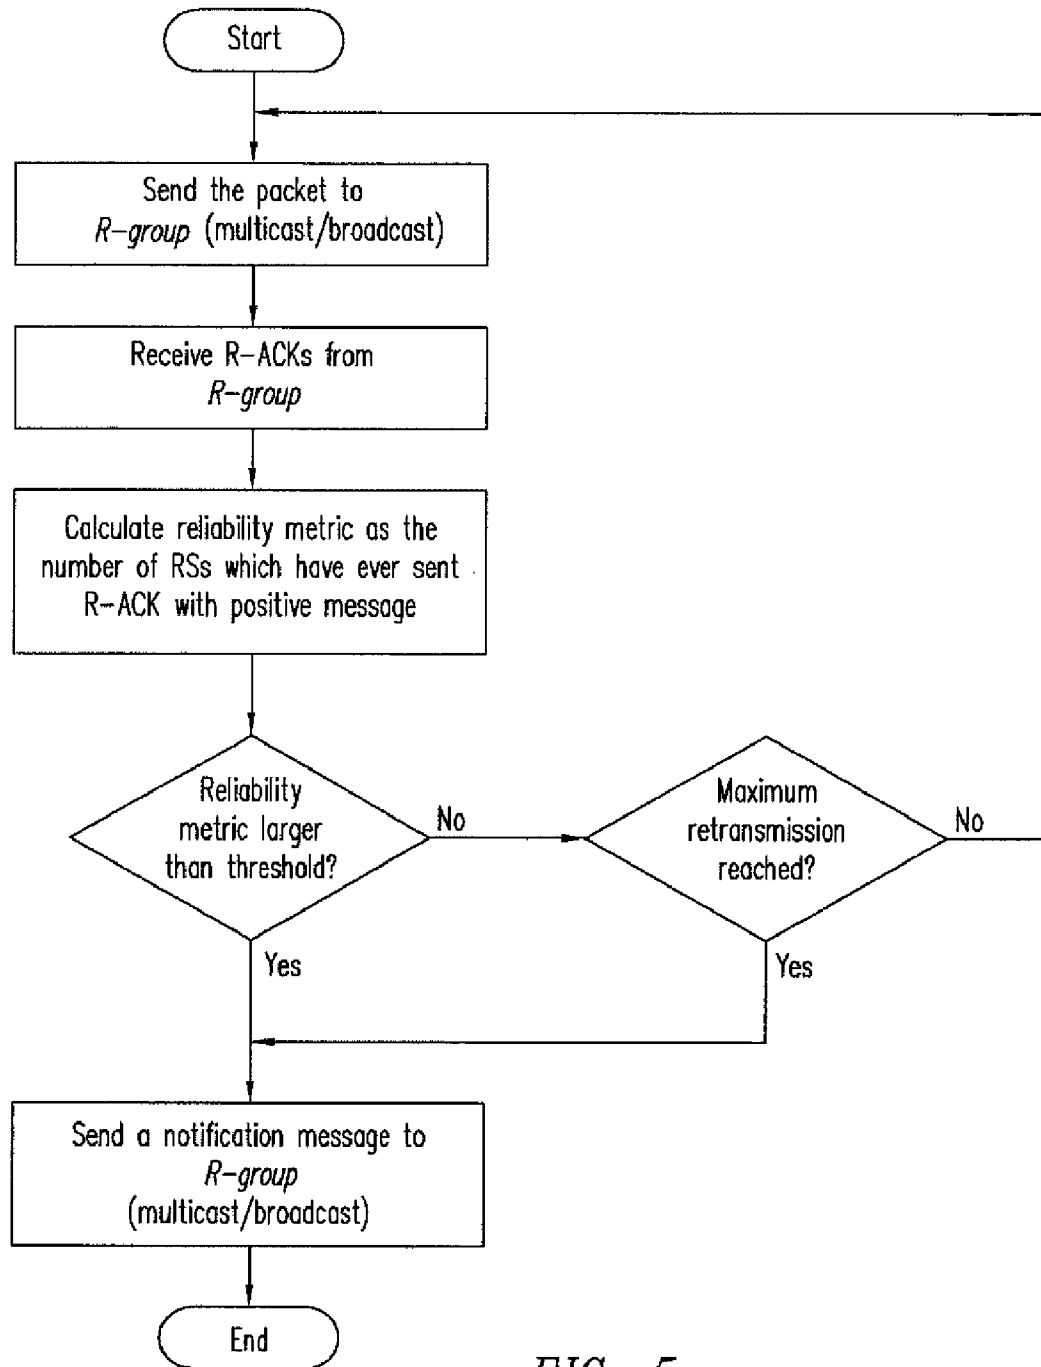 Start
Send the packet to
R-group (multicast/broadcast)
Receive R-ACKs from
R-group
Calculate reliability metric as the
number of RSs which have ever sent
R-ACK with positive message
Reliability
metric larger
than threshold?
No
Maximum
retransmission
reached?
No
Yes
Yes
Send a notification message to
R-group
(multicast/broadcast)
End
FIG. 5